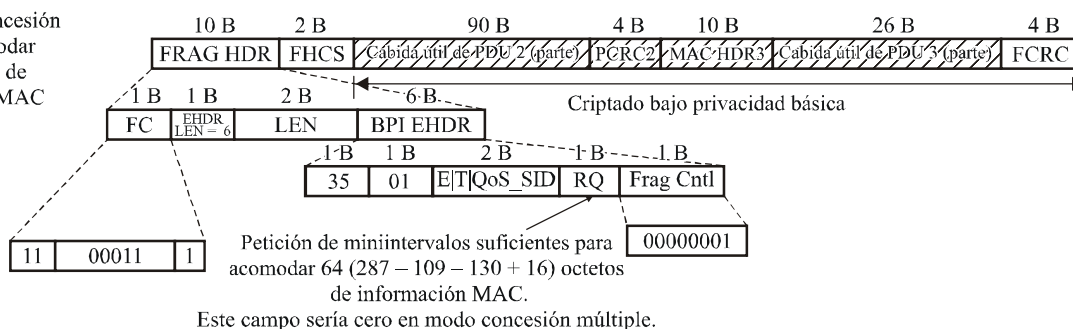 ncesión
odar
de
MAC
10 B 2 B 90 B 4 B 10 B 26 B 4 B
FRAG HDR FHCS Cabida útil de PDU 2 (parte) PCRC2 MAC HDR3 Cabida útil de PDU 3 (parte) FCRC
Criptado bajo privacidad básica
1 B 1 B 2 B 6 B
FC EHDR LEN = 6 LEN BPI EHDR
1 B 1 B 2 B 1 B 1 B
35 01 E|T|QoS_SID RQ Frag Cntl
11 00011 1
00000001
Petición de miniintervalos suficientes para
acomodar 64 (287 – 109 – 130 + 16) octetos
de información MAC.
Este campo sería cero en modo concesión múltiple.